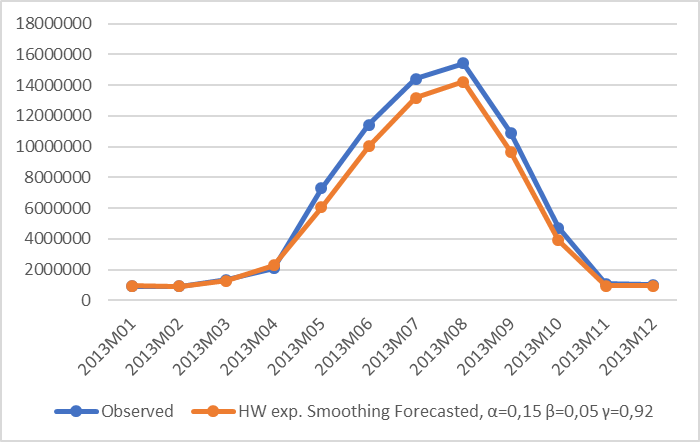 18000000
16000000
14000000
12000000
10000000
8000000
6000000
4000000
2000000
0
2013M01
2013M02
2013M03
2013M04
2013M05
2013M06
2013M07
2013M08
2013M09
2013M10
2013M11
2013M12
Observed
HW exp. Smoothing Forecasted, α=0,15 β=0,05 γ=0,92